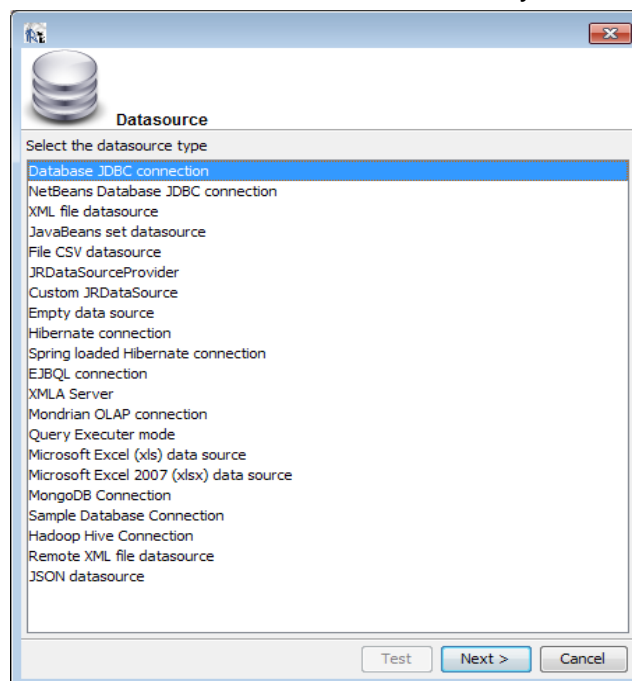 Datasource
Select the datasource type
Database JDBC connection
NetBeans Database JDBC connection
XML file datasource
JavaBeans set datasource
File CSV datasource
JRDataSourceProvider
Custom JRDataSource
Empty data source
Hibernate connection
Spring loaded Hibernate connection
EJBQL connection
XMLA Server
Mondrian OLAP connection
Query Executer mode
Microsoft Excel (xls) data source
Microsoft Excel 2007 (xlsx) data source
MongoDB Connection
Sample Database Connection
Hadoop Hive Connection
Remote XML file datasource
JSON datasource
Test Next > Cancel